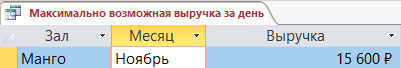 Максимально возможная выручка за день
Зал Месяц Выручка
Манго Ноябрь 15 600 ₽